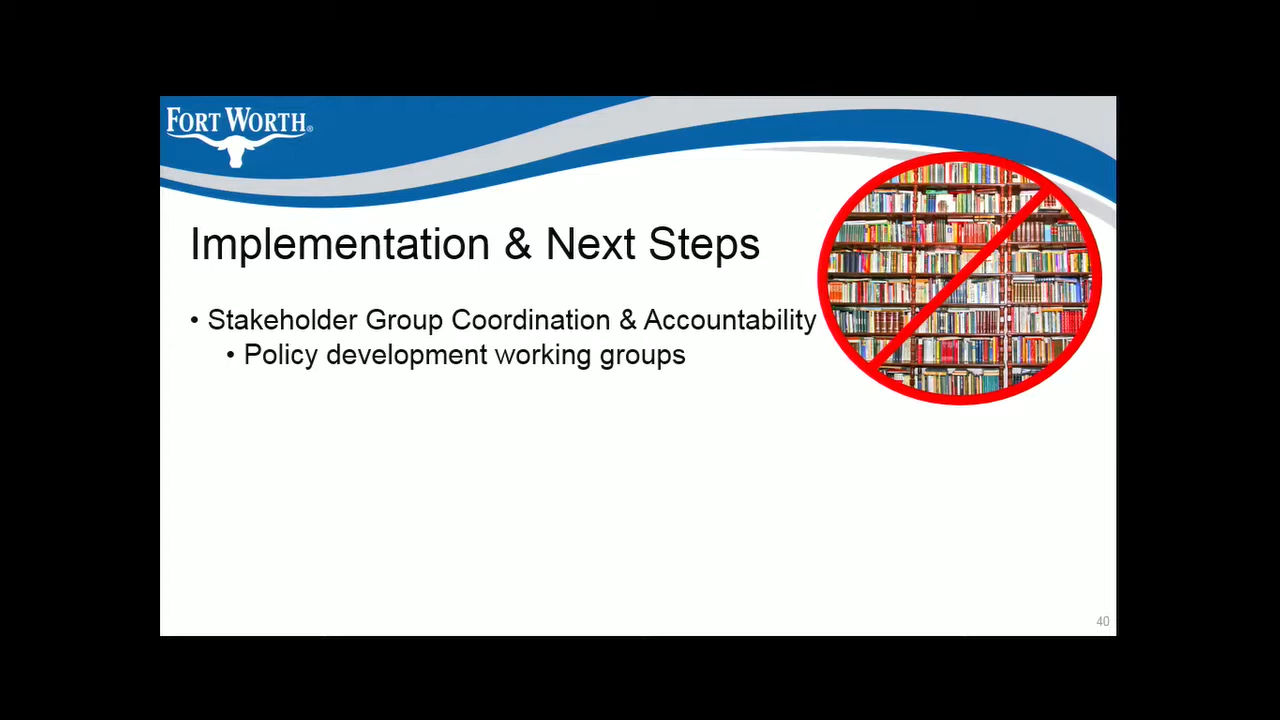 FORT WORTH®
Implementation & Next Steps
• Stakeholder Group Coordination & Accountability
• Policy development working groups
40